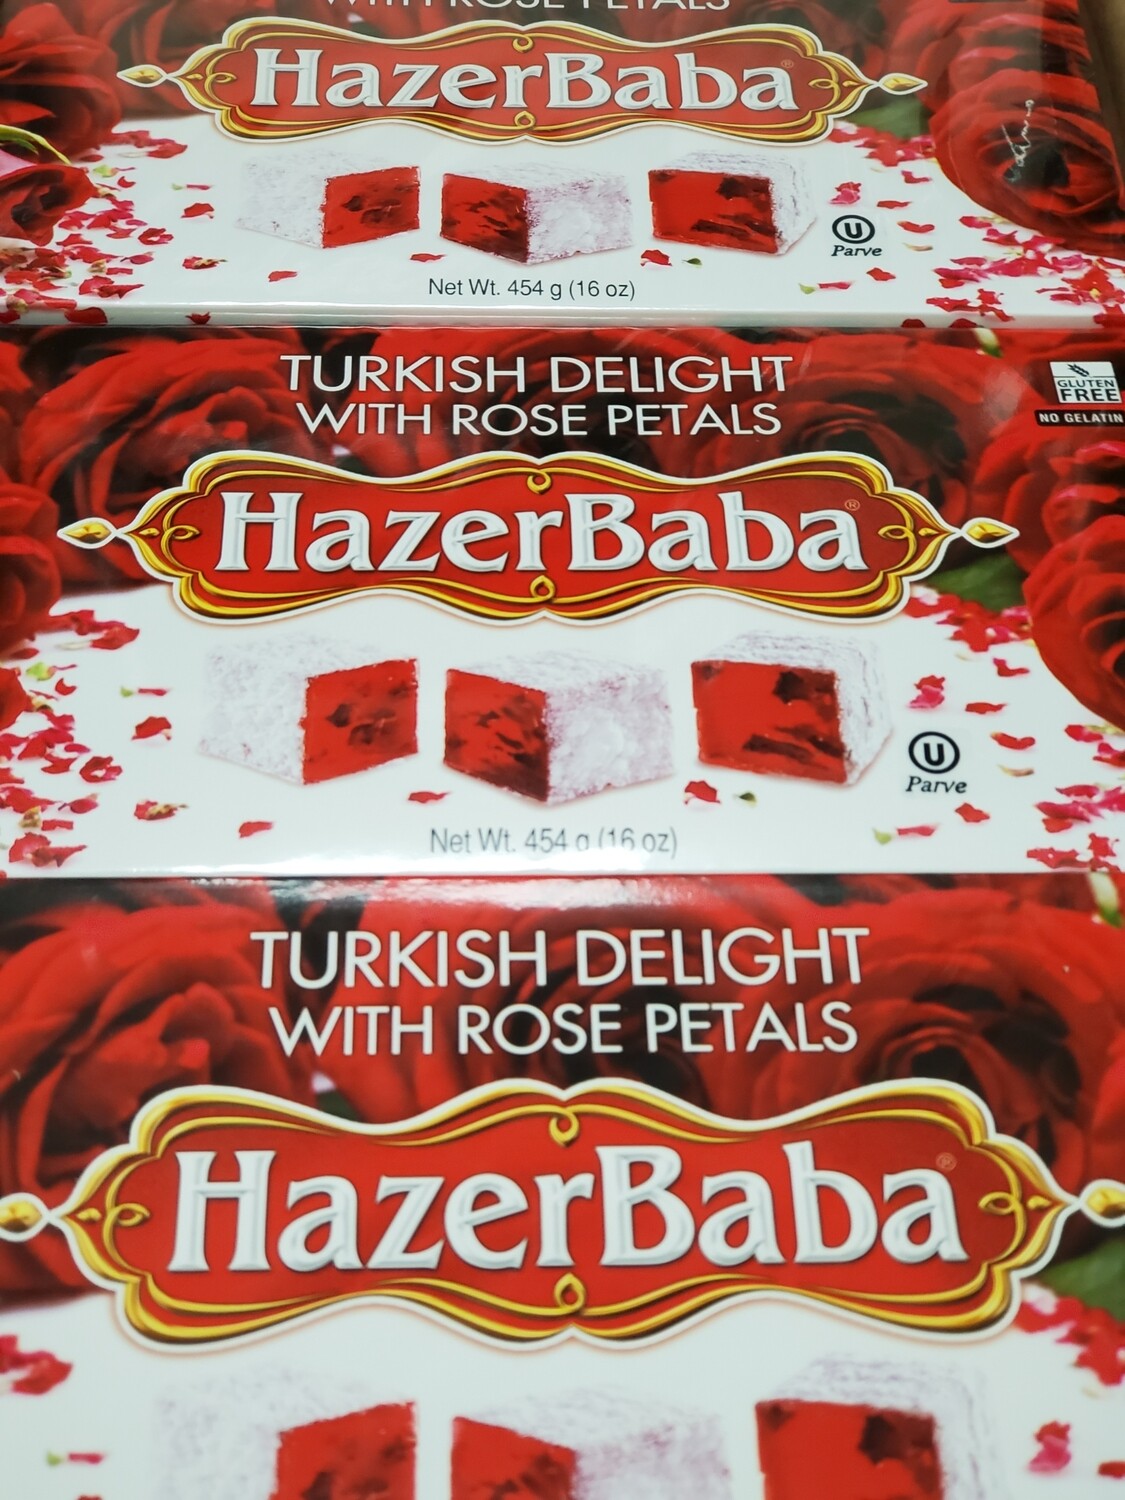 WITH ROSE PETALS
HazerBaba®
U
Parve
Net Wt. 454 g (16 oz)
TURKISH DELIGHT
WITH ROSE PETALS
GLUTEN
FREE
NO GELATIN
HazerBaba®
U
Parve
Net Wt. 454 g (16 oz)
TURKISH DELIGHT
WITH ROSE PETALS
HazerBaba®